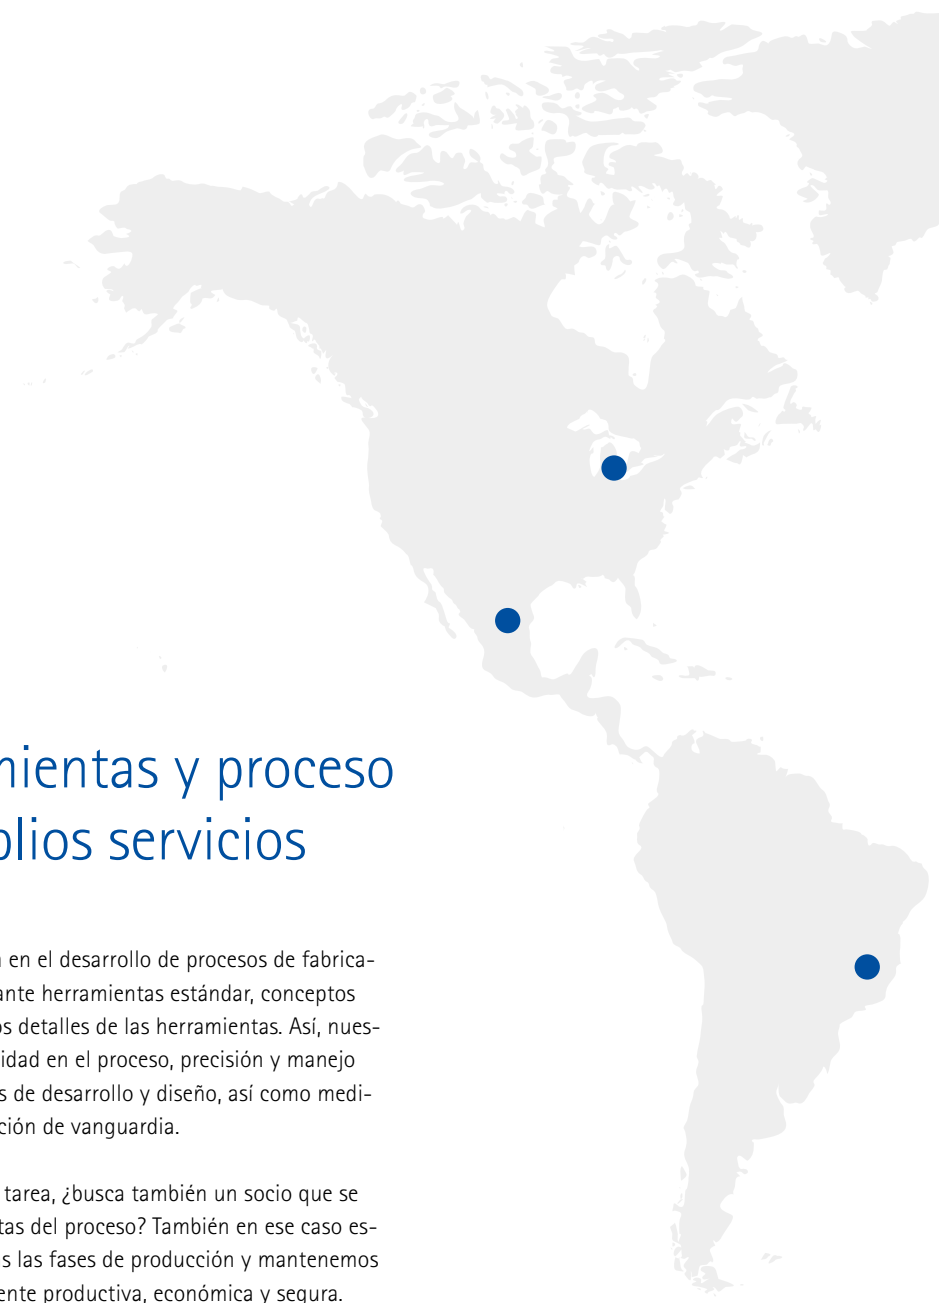 mientas y proceso
plios servicios
n en el desarrollo de procesos de fabrica-
ante herramientas estándar, conceptos
os detalles de las herramientas. Así, nues-
idad en el proceso, precisión y manejo
s de desarrollo y diseño, así como medi-
ción de vanguardia.
tarea, ¿busca también un socio que se
tas del proceso? También en ese caso es-
s las fases de producción y mantenemos
ente productiva, económica y segura.